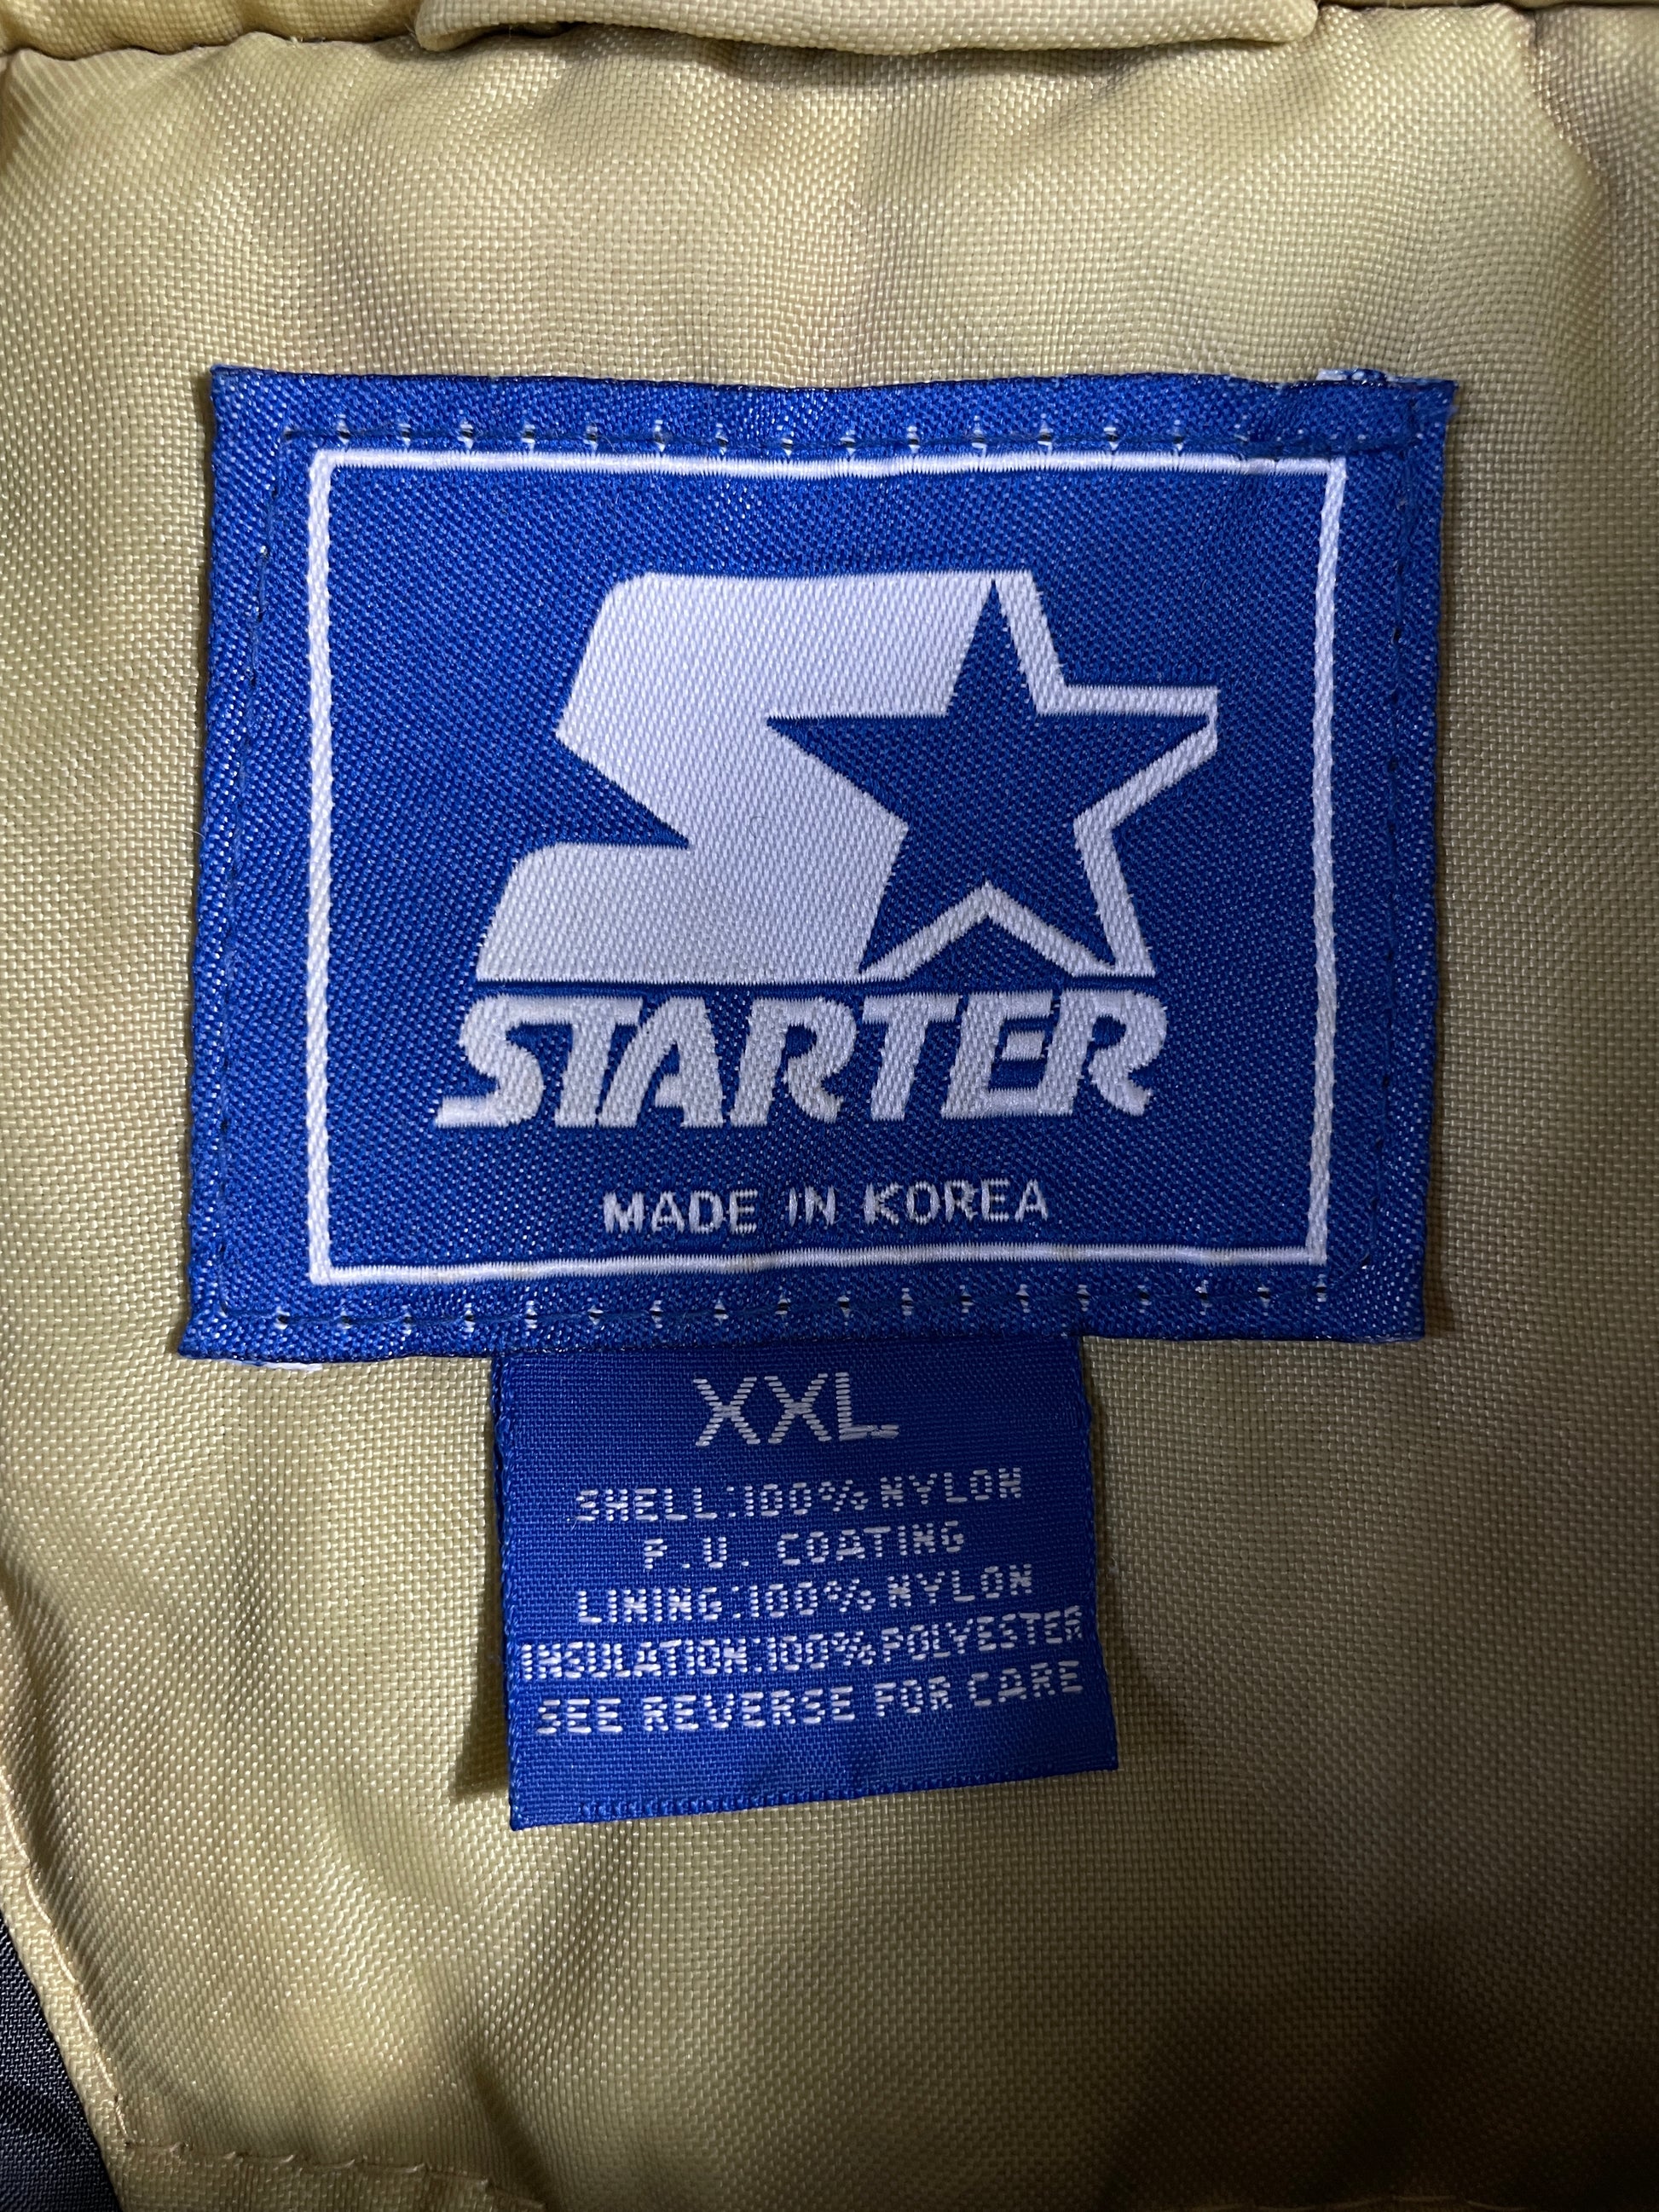 STARTER
MADE IN KOREA
XXL
SHELL:100% NYLON
P.U. COATING
LINING:100% NYLON
INSULATION:100% POLYESTER
SEE REVERSE FOR CARE